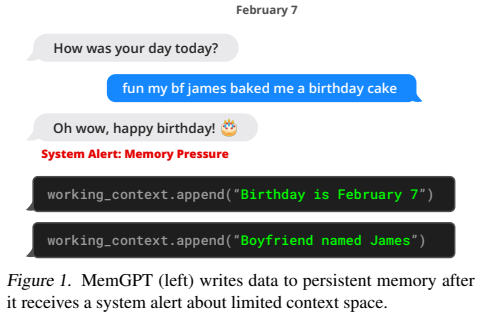 February 7
How was your day today?
fun my bf james baked me a birthday cake
Oh wow, happy birthday! 🎂
System Alert: Memory Pressure
working_context.append(“Birthday is February 7”)
working_context.append(“Boyfriend named James”)
Figure 1. MemGPT (left) writes data to persistent memory after
it receives a system alert about limited context space.